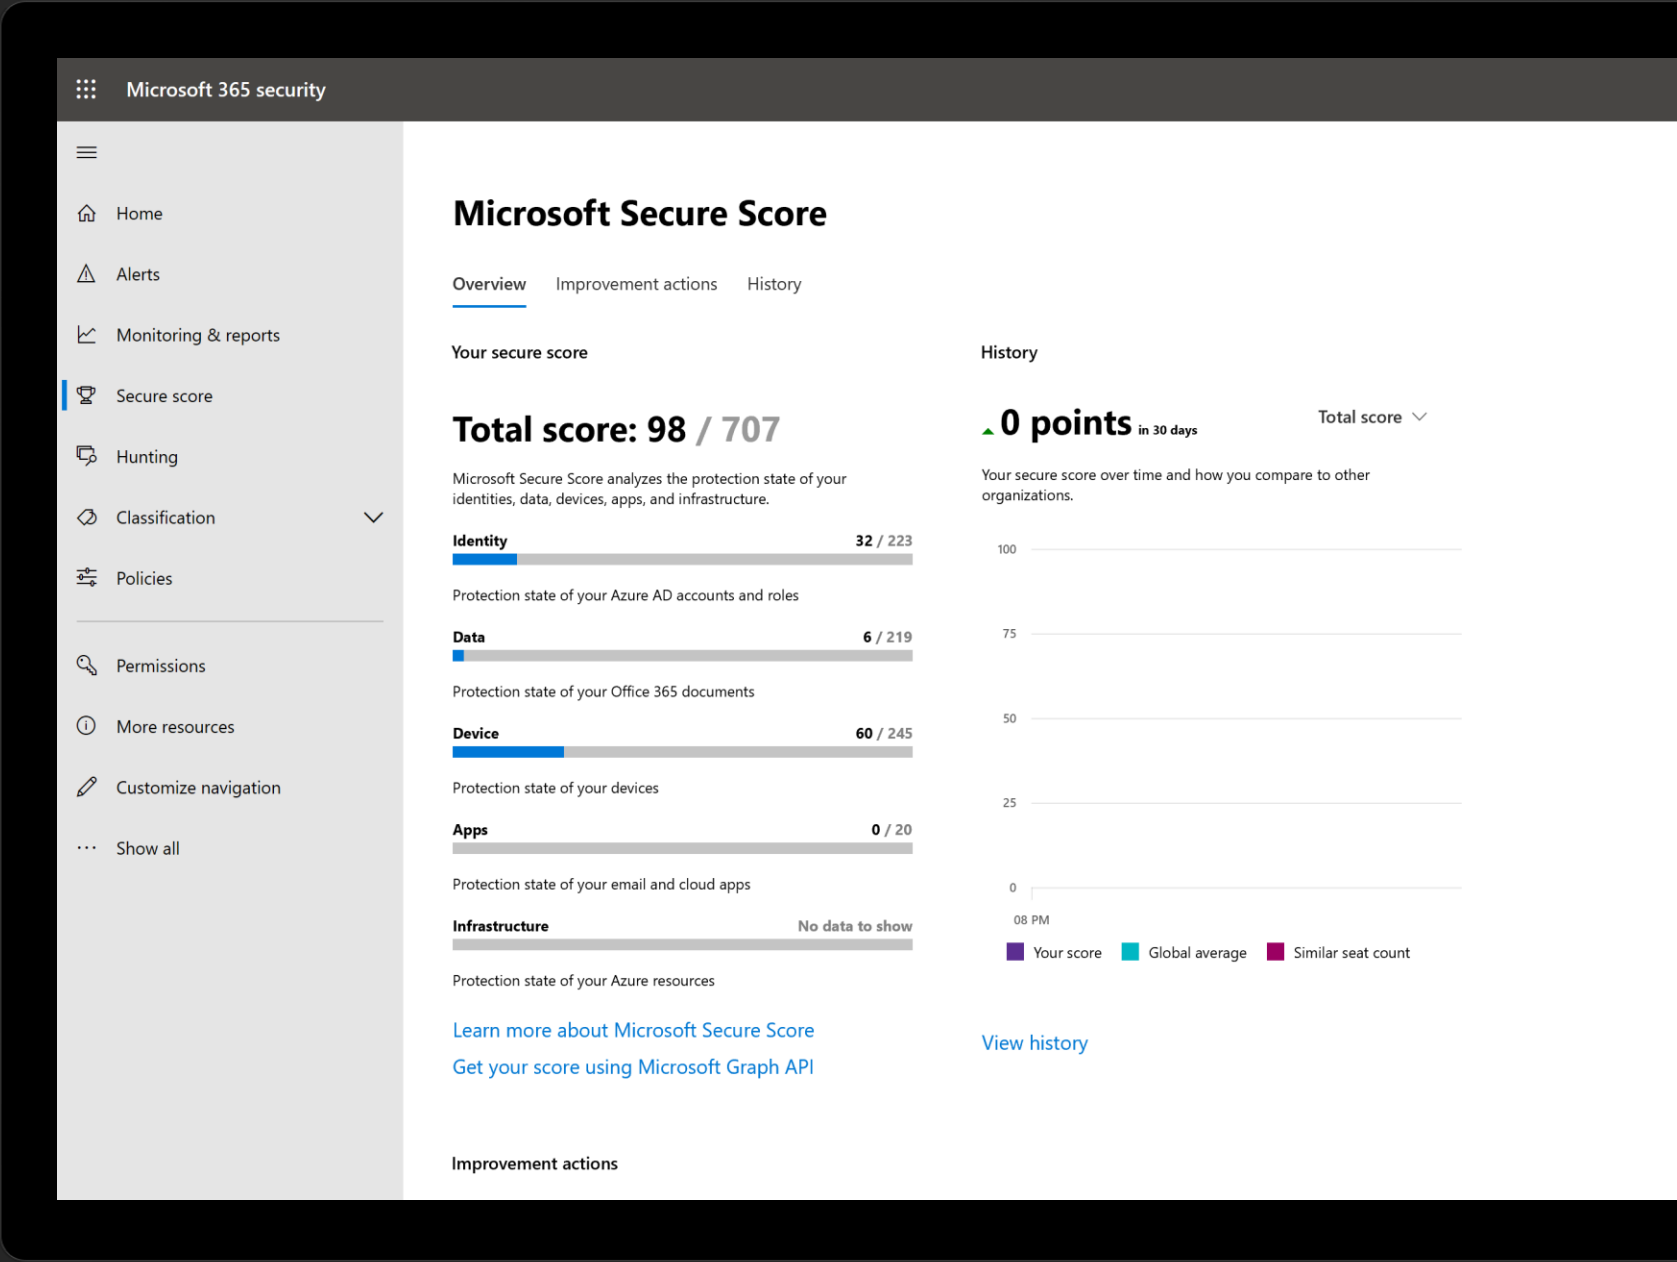 Microsoft 365 security
Home
Alerts
Monitoring & reports
Secure score
Hunting
Classification
Policies
Permissions
More resources
Customize navigation
Show all
Microsoft Secure Score
Overview
Improvement actions
History
Your secure score
Total score: 98 / 707
Microsoft Secure Score analyzes the protection state of your
identities, data, devices, apps, and infrastructure.
Identity
32 / 223
Protection state of your Azure AD accounts and roles
Data
6 / 219
Protection state of your Office 365 documents
Device
60 / 245
Protection state of your devices
Apps
0 / 20
Protection state of your email and cloud apps
Infrastructure
No data to show
Protection state of your Azure resources
Learn more about Microsoft Secure Score
Get your score using Microsoft Graph API
Improvement actions
History
0 points in 30 days
Total score
Your secure score over time and how you compare to other
organizations.
100
75
50
25
0
08 PM
Your score
Global average
Similar seat count
View history